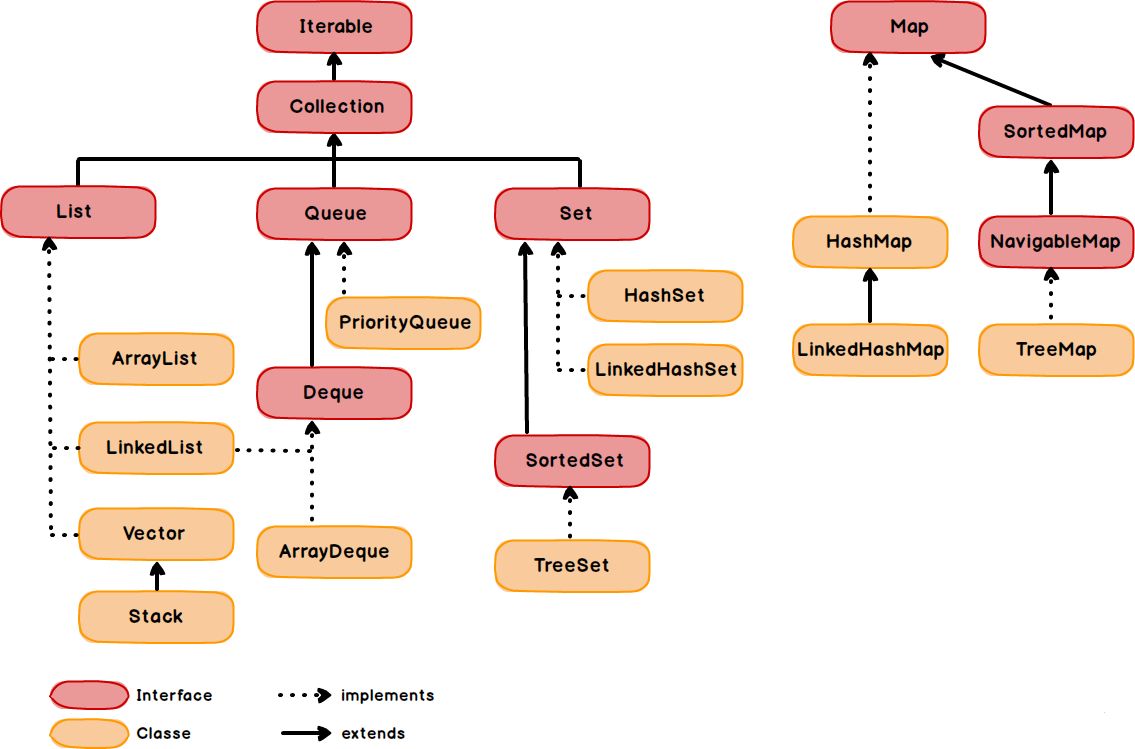 Iterable
Map
Collection
SortedMap
List
Queue
Set
HashMap
NavigableMap
HashSet
PriorityQueue
ArrayList
LinkedHashSet
LinkedHashMap
TreeMap
Deque
LinkedList
SortedSet
Vector
ArrayDeque
TreeSet
Stack
Interface
implements
Classe
extends